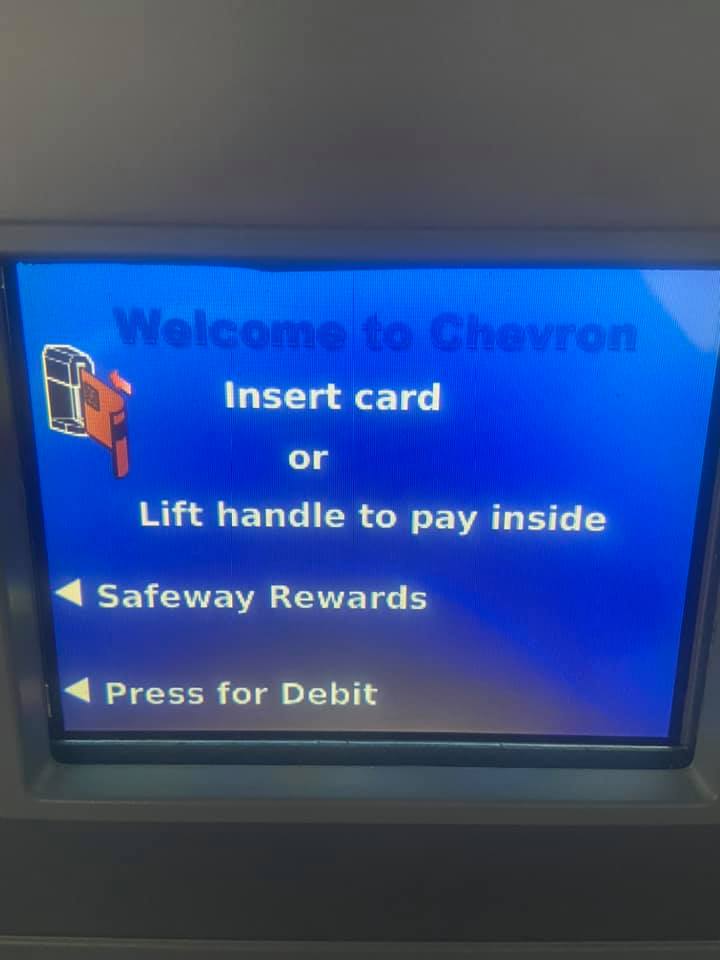 Welcome to Chevron
Insert card
or
Lift handle to pay inside
Safeway Rewards
Press for Debit